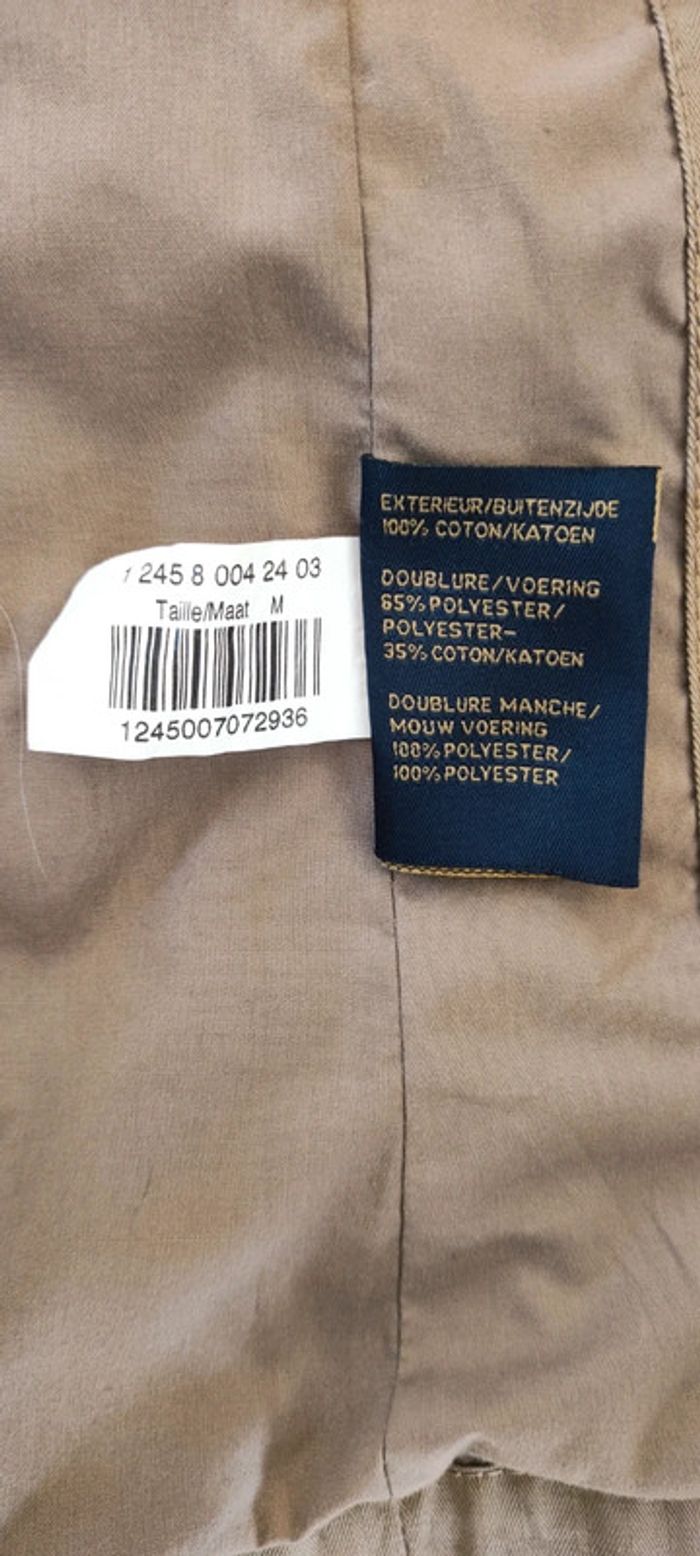 1 245 8 004 24 03
Taille/Maat M
1245007072936
EXTERIEUR/BUITENZIJDE
100% COTON/KATOEN
DOUBLURE/VOERING
65% POLYESTER/
POLYESTER-
35% COTON/KATOEN
DOUBLURE MANCHE/
MOUW VOERING
100% POLYESTER/
100% POLYESTER